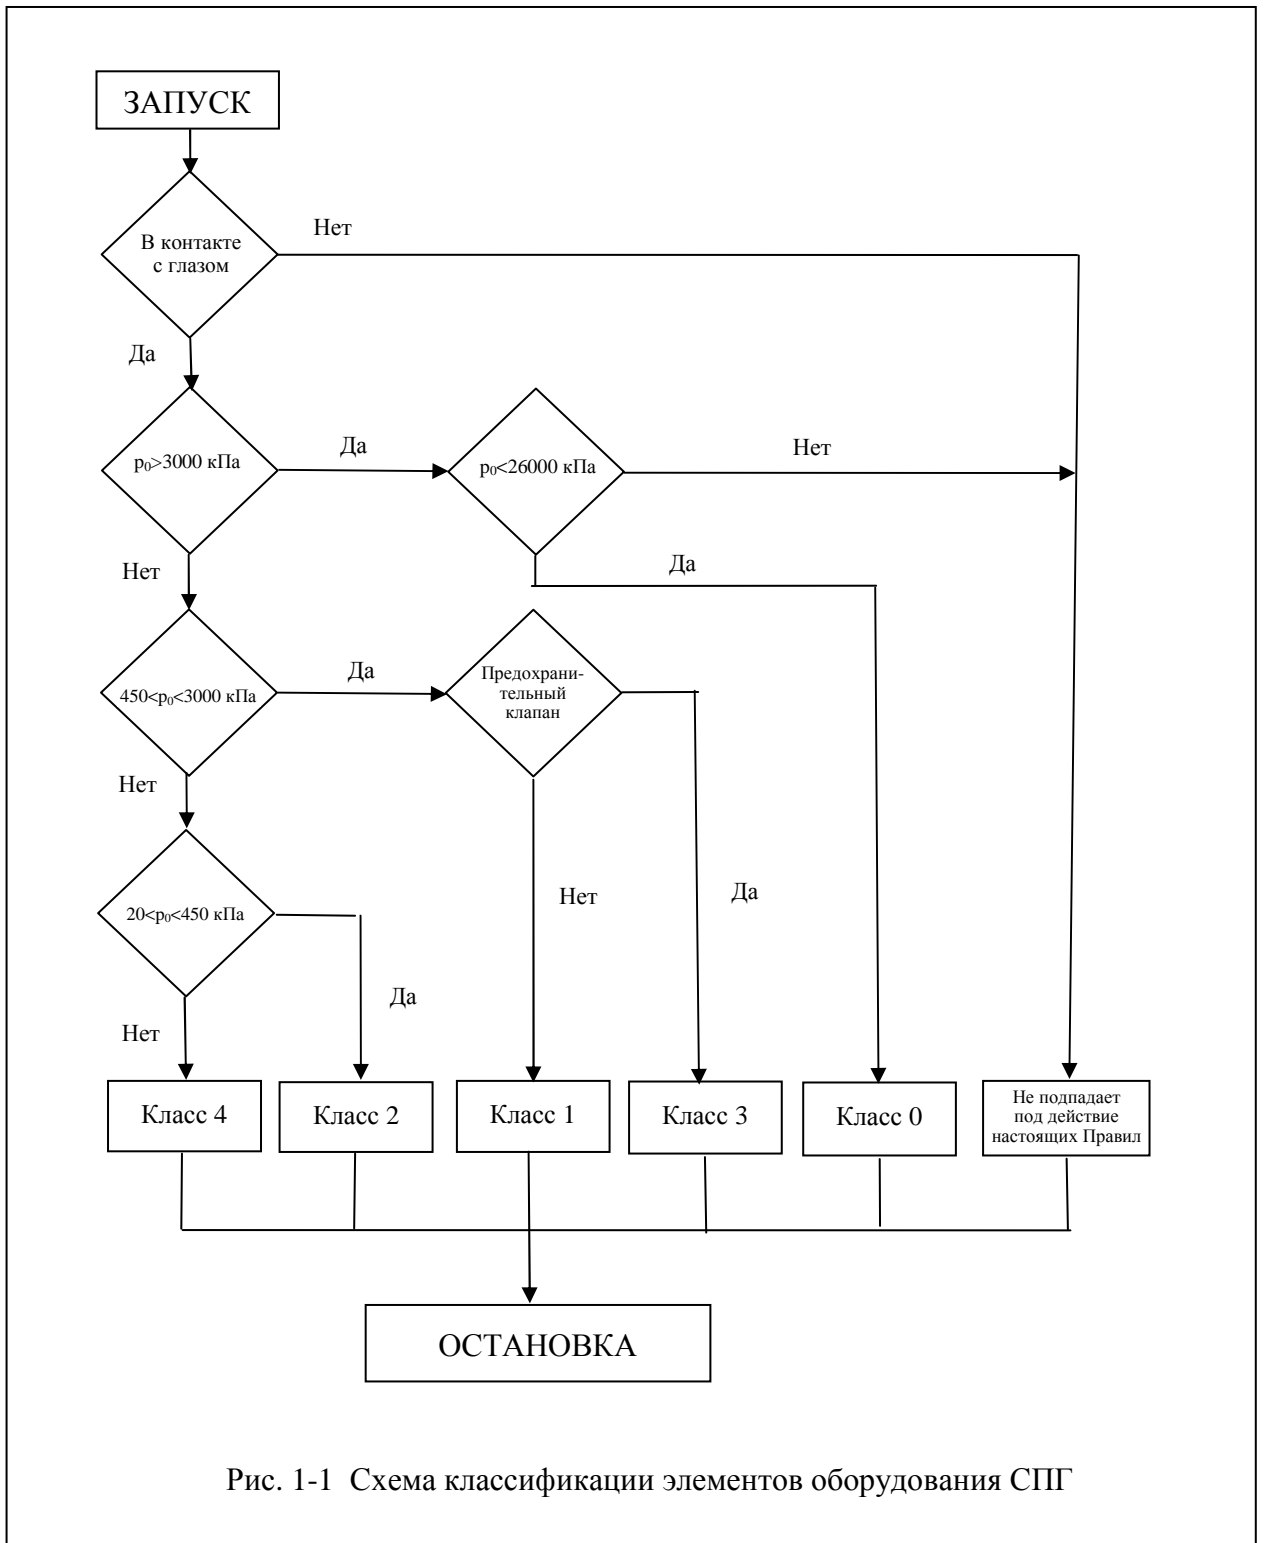 ЗАПУСК
Нет
В контакте
с глазом
Да
p₀>3000 кПа
Да
p₀<26000 кПа
Нет
Нет
Да
450<p₀<3000 кПа
Да
Предохрани-
тельный
клапан
Нет
20<p₀<450 кПа
Нет
Да
Да
Нет
Класс 4
Класс 2
Класс 1
Класс 3
Класс 0
Не подпадает
под действие
настоящих Правил
ОСТАНОВКА
Рис. 1-1 Схема классификации элементов оборудования СПГ